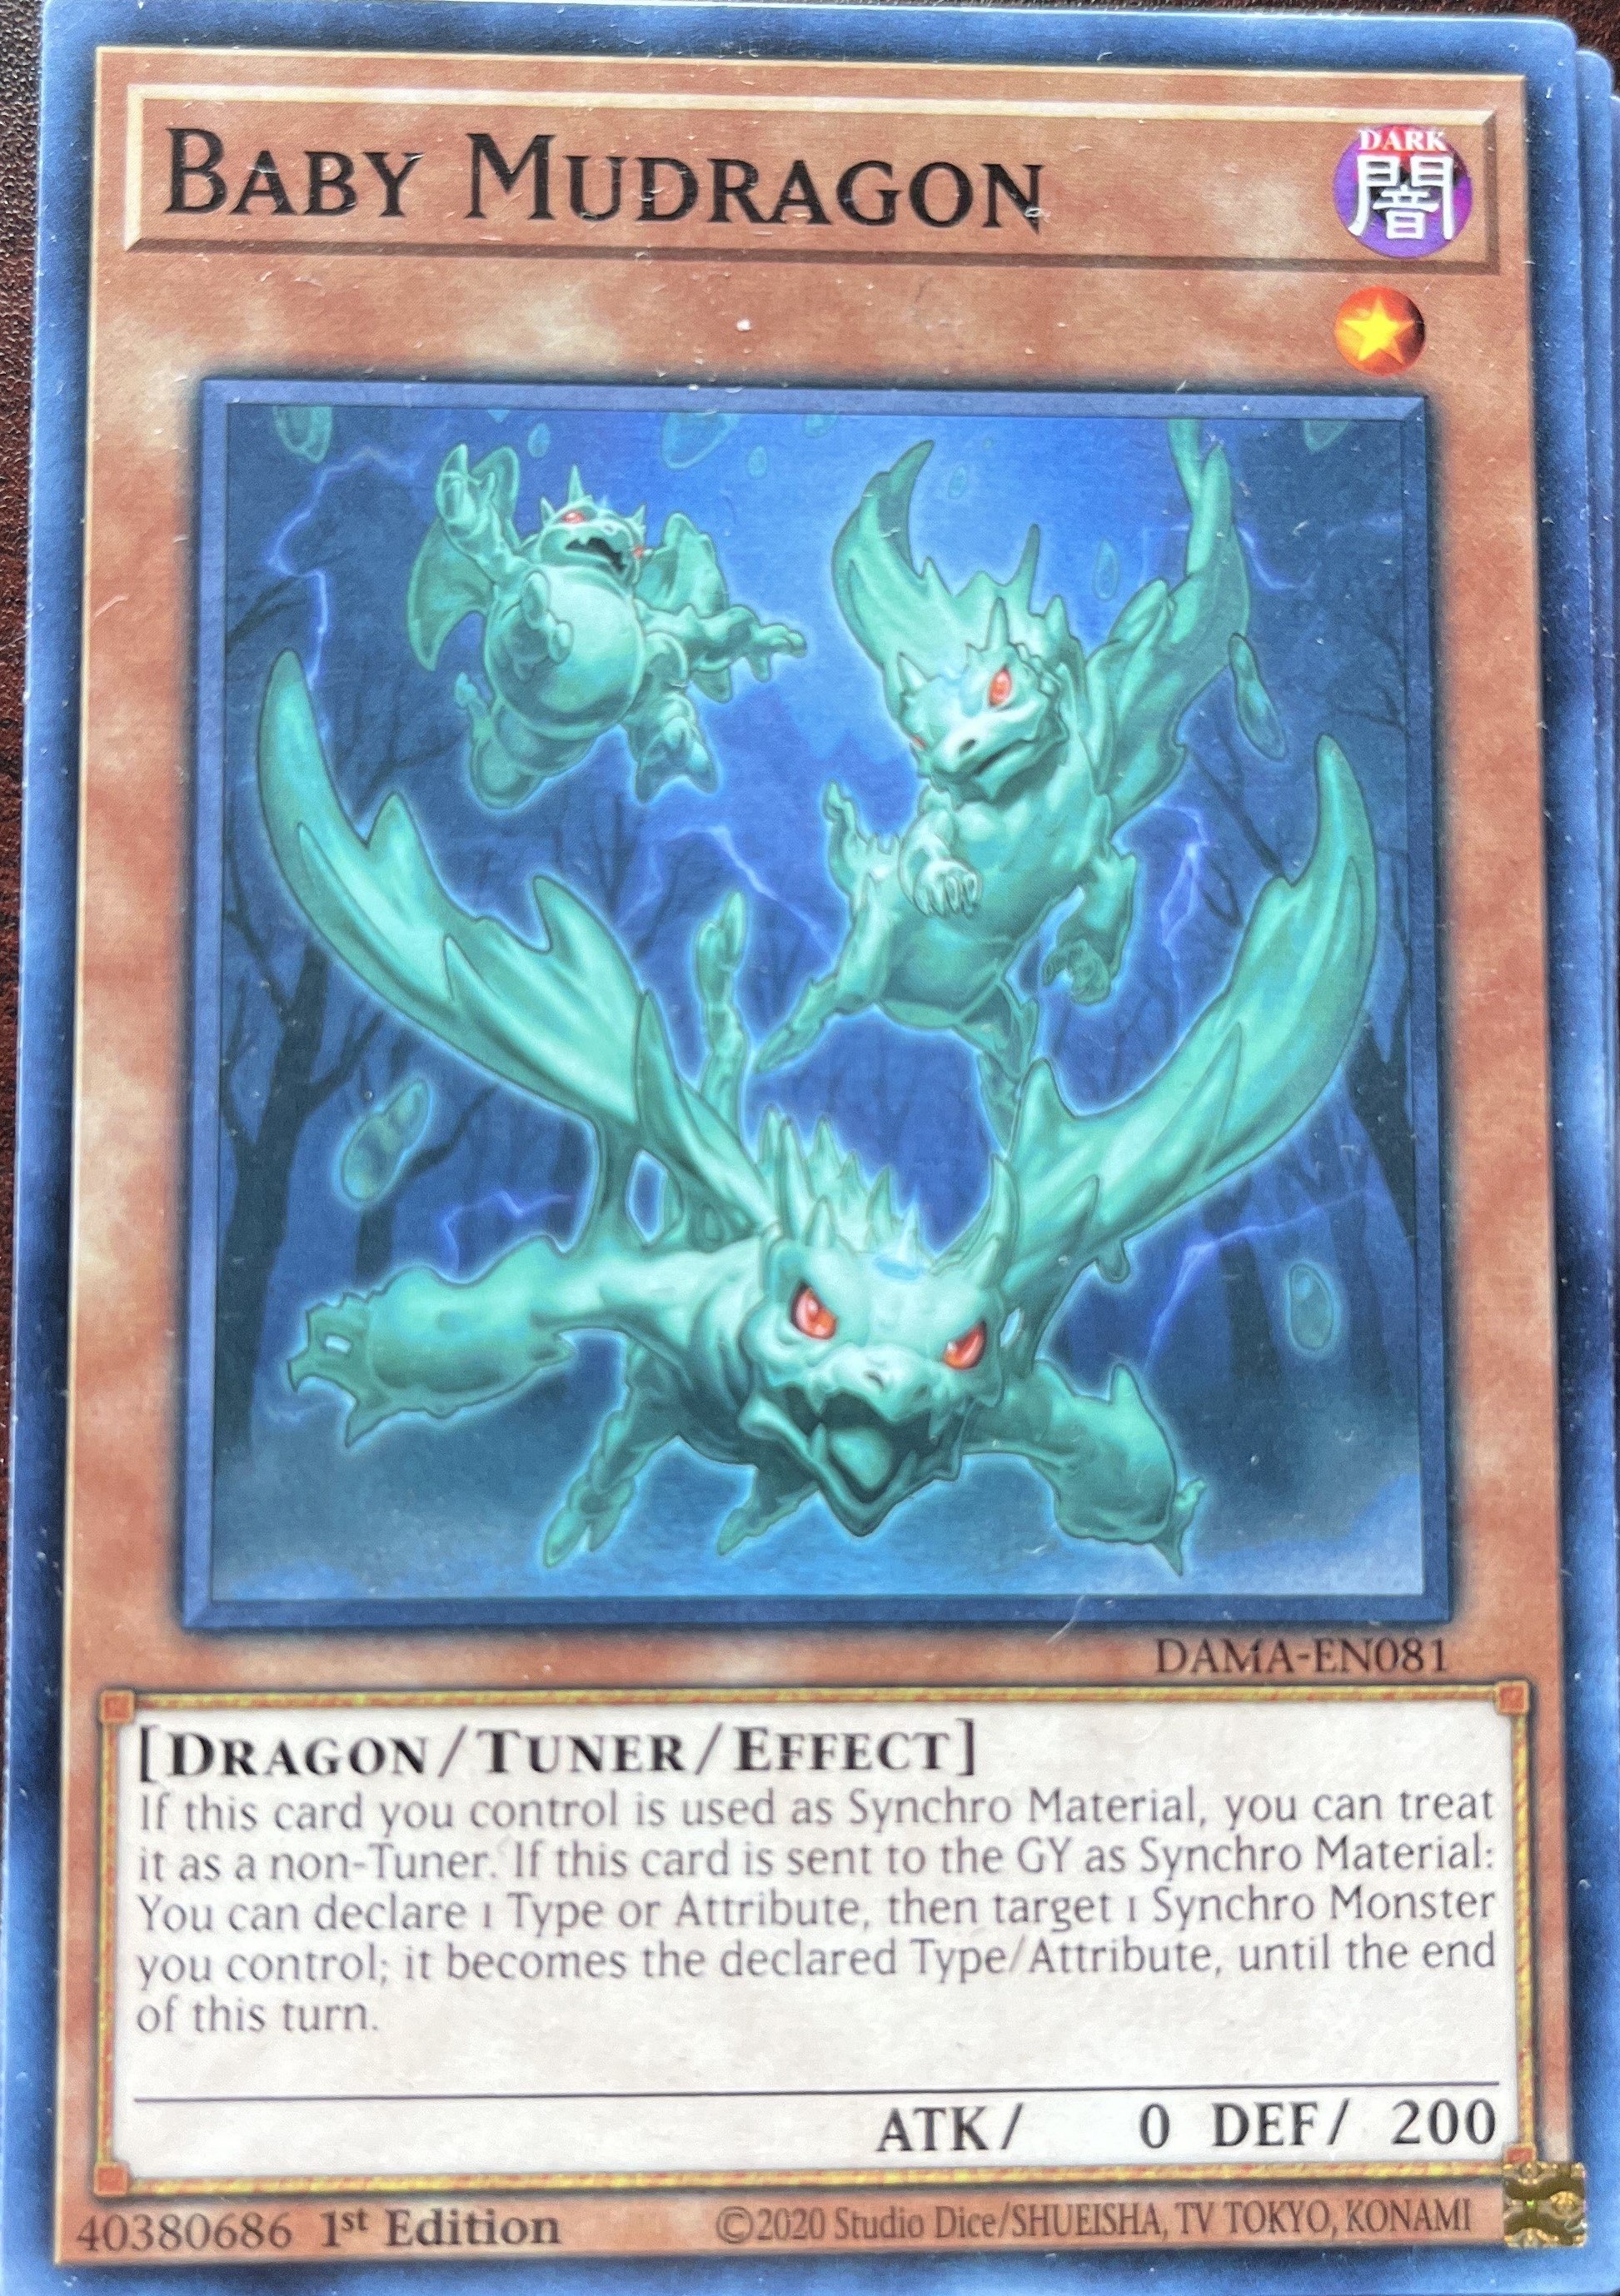 BABY MUDRAGON
DARK
闇
DAMA-EN081
[DRAGON/TUNER/EFFECT]
If this card you control is used as Synchro Material, you can treat
it as a non-Tuner. If this card is sent to the GY as Synchro Material:
You can declare 1 Type or Attribute, then target 1 Synchro Monster
you control; it becomes the declared Type/Attribute, until the end
of this turn.
ATK/ 0 DEF/ 200
40380686 1st Edition ©2020 Studio Dice/SHUEISHA, TV TOKYO, KONAMI